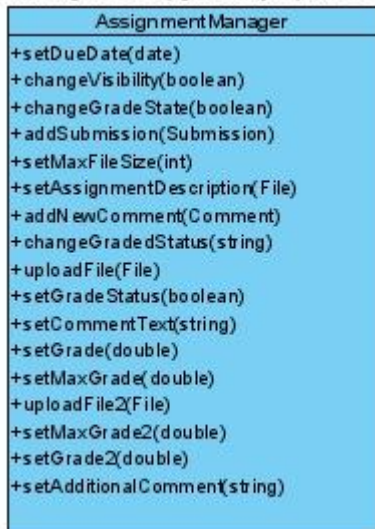 AssignmentManager
+setDueDate(date)
+changeVisibility(boolean)
+changeGradeState(boolean)
+addSubmission(Submission)
+setMaxFileSize(int)
+setAssignmentDescription(File)
+addNewComment(Comment)
+changeGradedStatus(string)
+uploadFile(File)
+setGradeStatus(boolean)
+setCommentText(string)
+setGrade(double)
+setMaxGrade(double)
+uploadFile2(File)
+setMaxGrade2(double)
+setGrade2(double)
+setAdditionalComment(string)